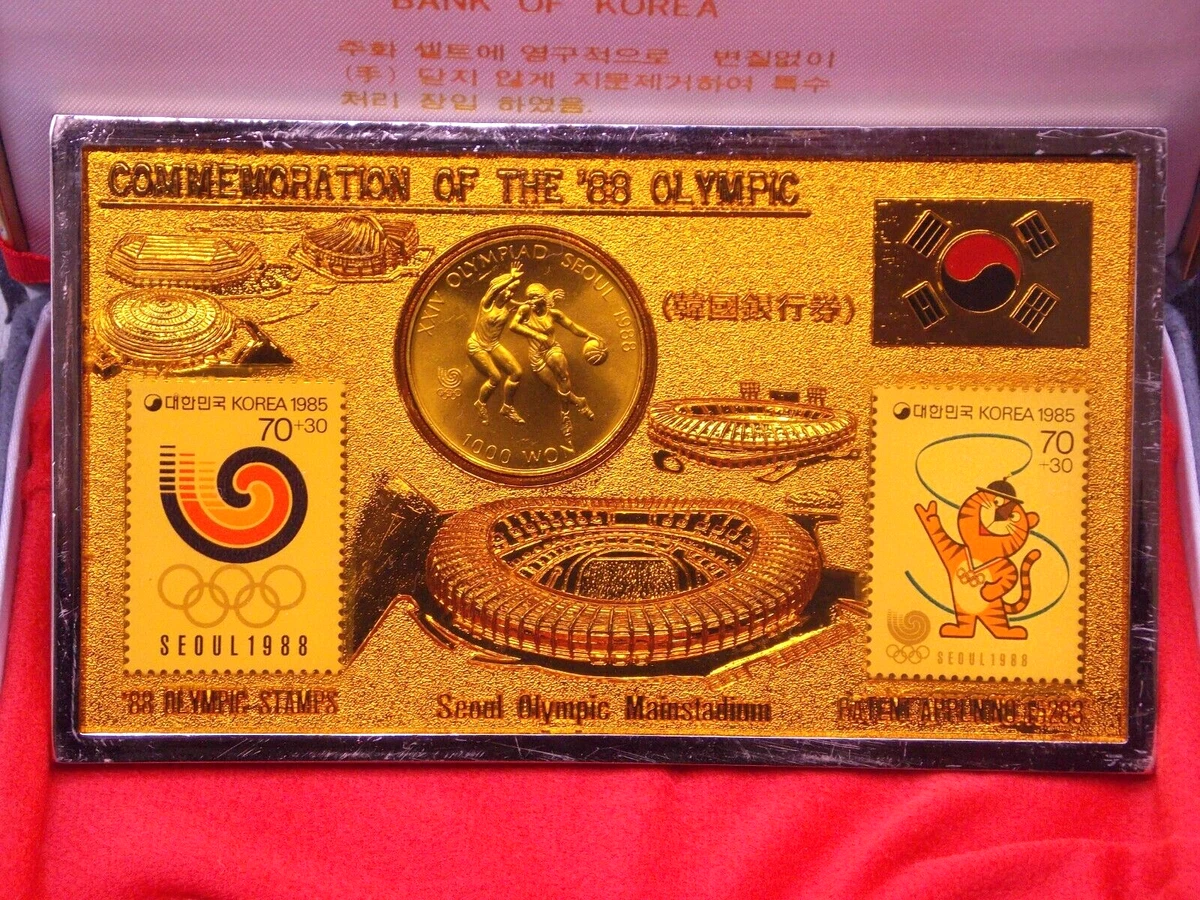 BANK OF KOREA
주화 셑트에 영구적으로 변질없이
(手) 닫지 않게 지문제거하여 특수
처리 장입 하였음.
COMMEMORATION OF THE '88 OLYMPIC
XXIV OLYMPIAD SEOUL 1988
1000 WON
(韓國銀行券)
대한민국 KOREA 1985
70+30
SEOUL 1988
대한민국 KOREA 1985
70
+30
SEOUL 1988
'88 OLYMPIC STAMPS
Seoul Olympic Mainstadium